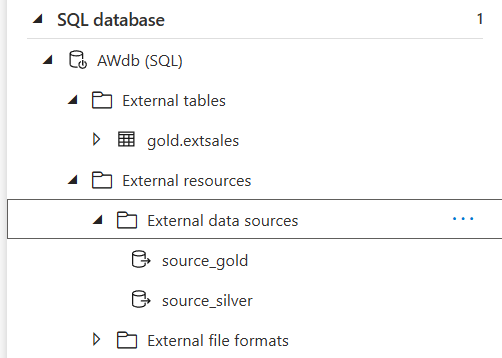 SQL database 1
AWdb (SQL)
External tables
gold.extsales
External resources
External data sources ...
source_gold
source_silver
External file formats